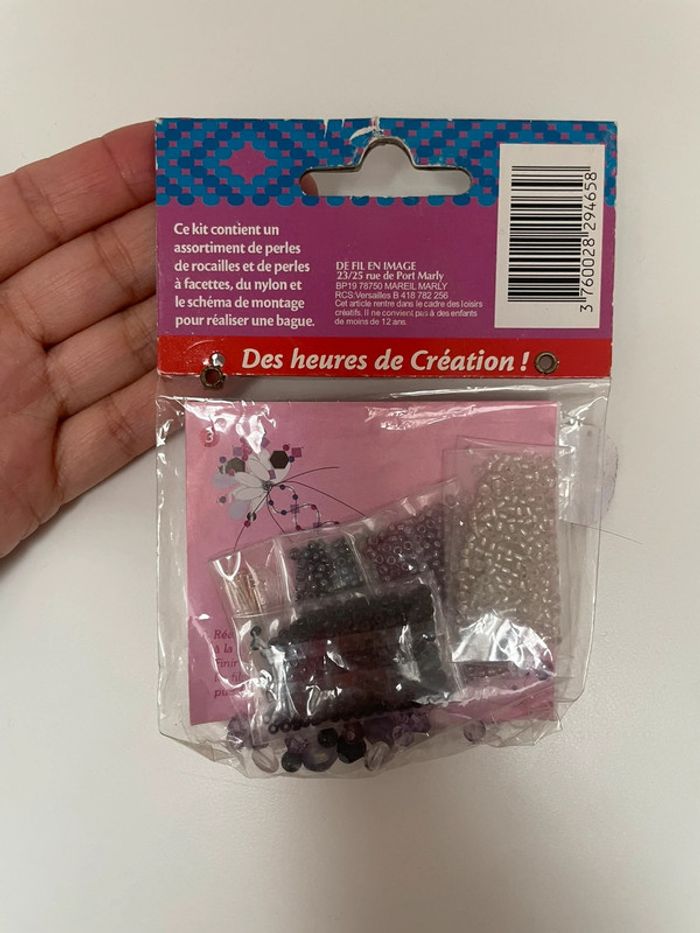 Ce kit contient un
assortiment de perles
de rocailles et de perles
à facettes, du nylon et
le schéma de montage
pour réaliser une bague.
DE FIL EN IMAGE
23/25 rue de Port Marly
BP19 78750 MAREIL MARLY
RCS:Versailles B 418 782 256
Cet article rentre dans le cadre des loisirs
créatifs. Il ne convient pas à des enfants
de moins de 12 ans.
3 760028 294658
Des heures de Création !
3
à la